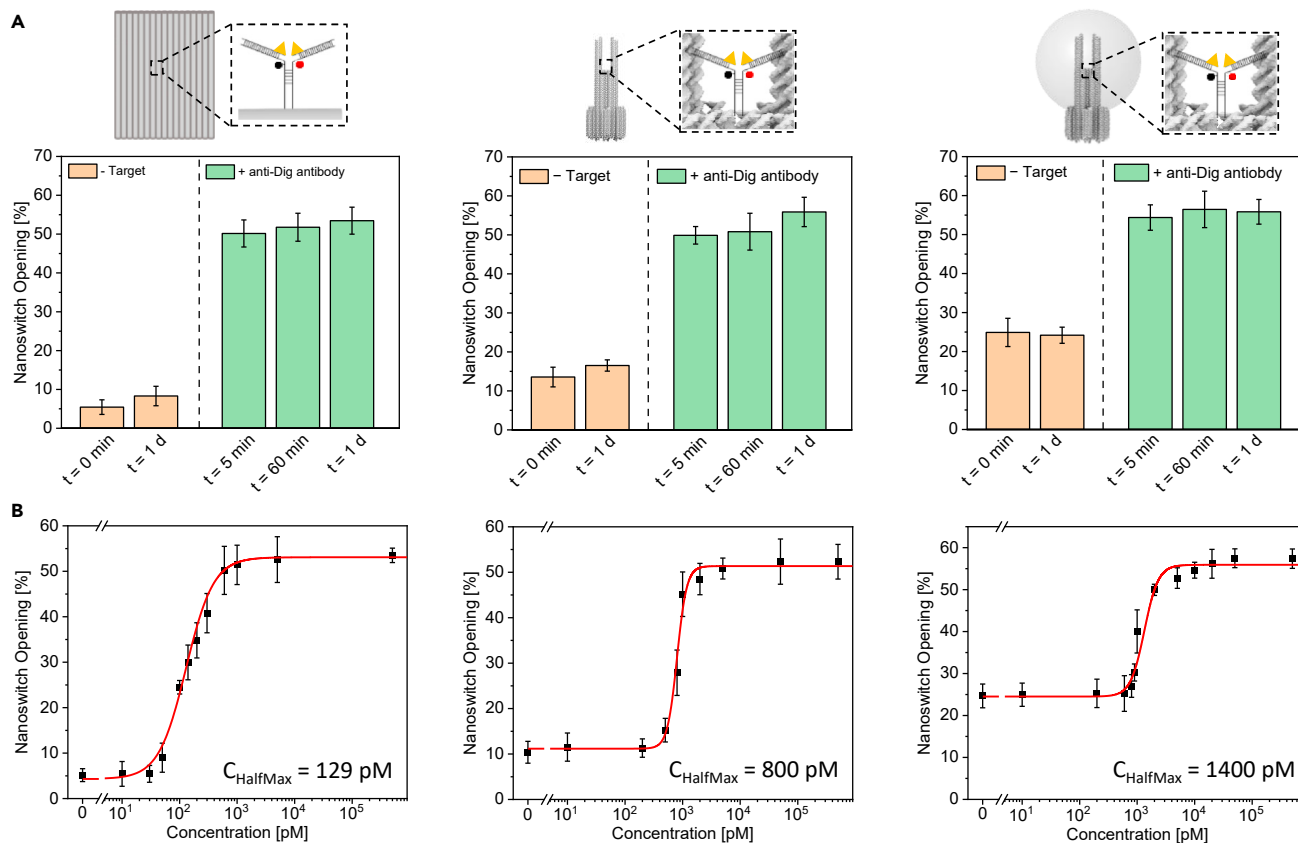 A
70
60
50
40
30
20
10
0
Nanoswitch Opening [%]
- Target
+ anti-Dig antibody
t = 0 min
t = 1 d
t = 5 min
t = 60 min
t = 1 d
70
60
50
40
30
20
10
0
Nanoswitch Opening [%]
− Target
+ anti-Dig antibody
t = 0 min
t = 1 d
t = 5 min
t = 60 min
t = 1 d
70
60
50
40
30
20
10
0
Nanoswitch Opening [%]
− Target
+ anti-Dig antiobdy
t = 0 min
t = 1 d
t = 5 min
t = 60 min
t = 1 d
B
60
50
40
30
20
10
0
Nanoswitch Opening [%]
C_HalfMax = 129 pM
0 10¹ 10² 10³ 10⁴ 10⁵
Concentration [pM]
60
50
40
30
20
10
0
Nanoswitch Opening [%]
C_HalfMax = 800 pM
0 10¹ 10² 10³ 10⁴ 10⁵
Concentration [pM]
60
50
40
30
20
10
0
Nanoswitch Opening [%]
C_HalfMax = 1400 pM
0 10¹ 10² 10³ 10⁴ 10⁵
Concentration [pM]